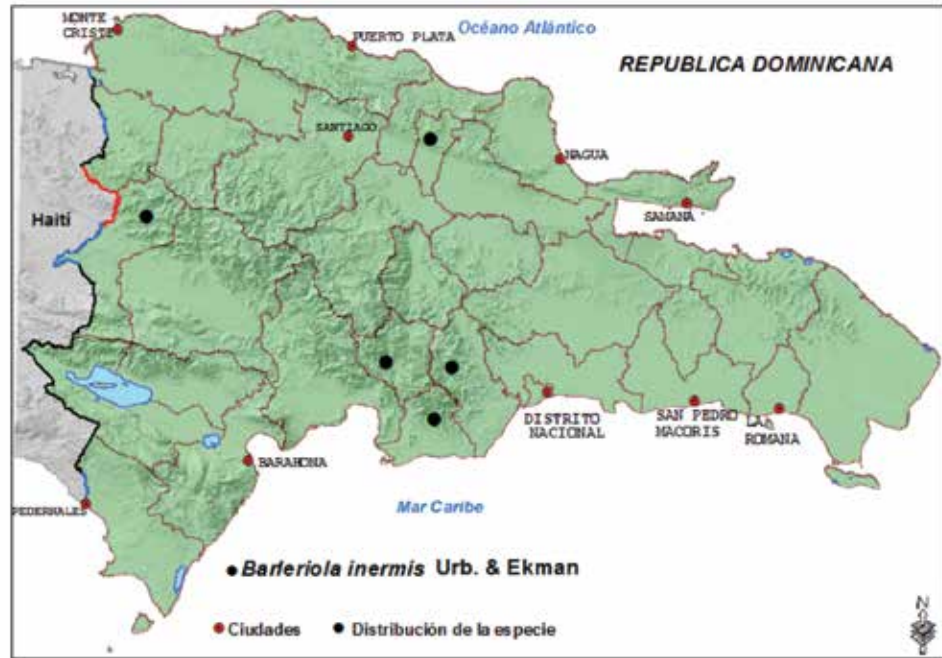 MONTE
CRISTE
PUERTO PLATA
Océano Atlántico
REPUBLICA DOMINICANA
SANTIAGO
NAGUA
SAMANA
Haití
DISTRITO
NACIONAL
SAN PEDRO
MACORIS
LA
ROMANA
BARAHONA
PEDERNALES
Mar Caribe
Barleriola inermis Urb. & Ekman
Ciudades
Distribución de la especie
N